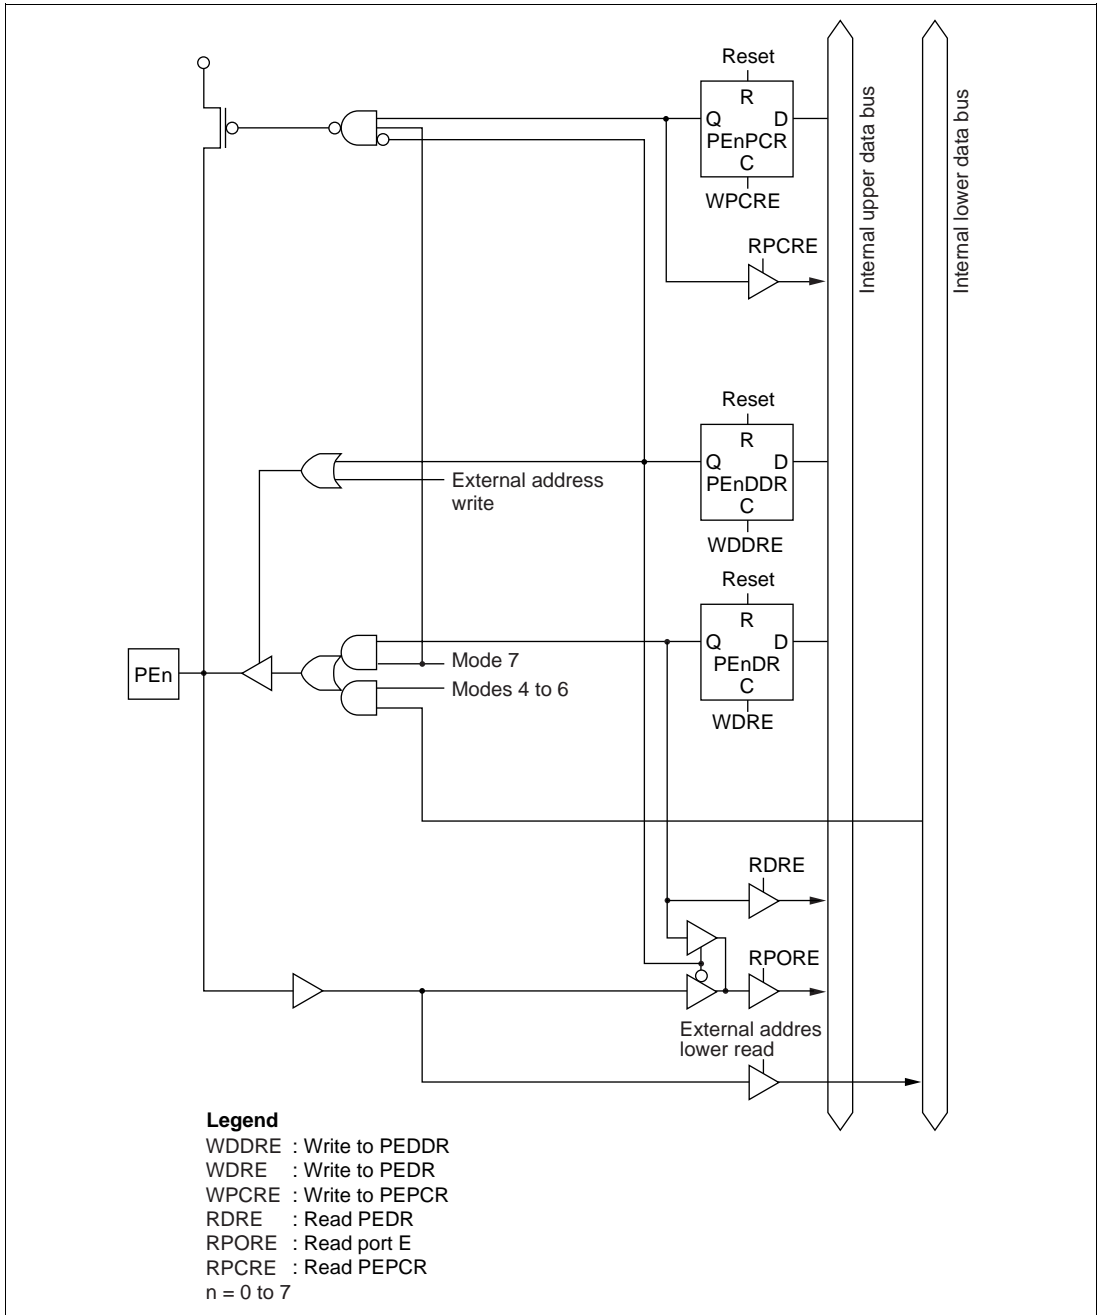 Reset
R
Q D
PEnPCR
C
WPCRE
Internal upper data bus
Internal lower data bus
RPCRE
Reset
R
Q D
PEnDDR
C
WDDRE
External address
write
Reset
R
Q D
PEnDR
C
WDRE
Mode 7
Modes 4 to 6
PEn
RDRE
RPORE
External addres
lower read
Legend
WDDRE : Write to PEDDR
WDRE : Write to PEDR
WPCRE : Write to PEPCR
RDRE : Read PEDR
RPORE : Read port E
RPCRE : Read PEPCR
n = 0 to 7